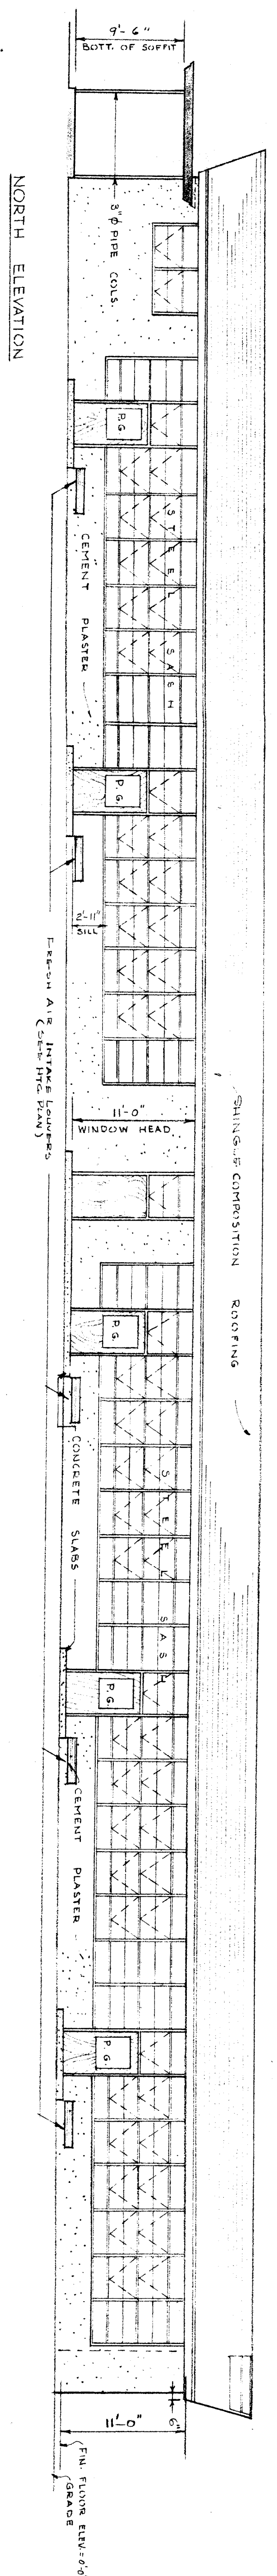 9'-6"
BOTT. OF SOFFIT
3" φ PIPE COLS.
NORTH ELEVATION
P.G.
STEEL SASH
CEMENT PLASTER
P.G.
2'-11"
SILL
FRESH AIR INTAKE LOUVERS
(SEE HTG. PLAN)
11'-0"
WINDOW HEAD
SHINGLE COMPOSITION ROOFING
P.G.
STEEL SASH
CONCRETE SLABS
P.G.
CEMENT PLASTER
P.G.
6"
11'-0"
FIN. FLOOR ELEV. = 0'-0"
GRADE